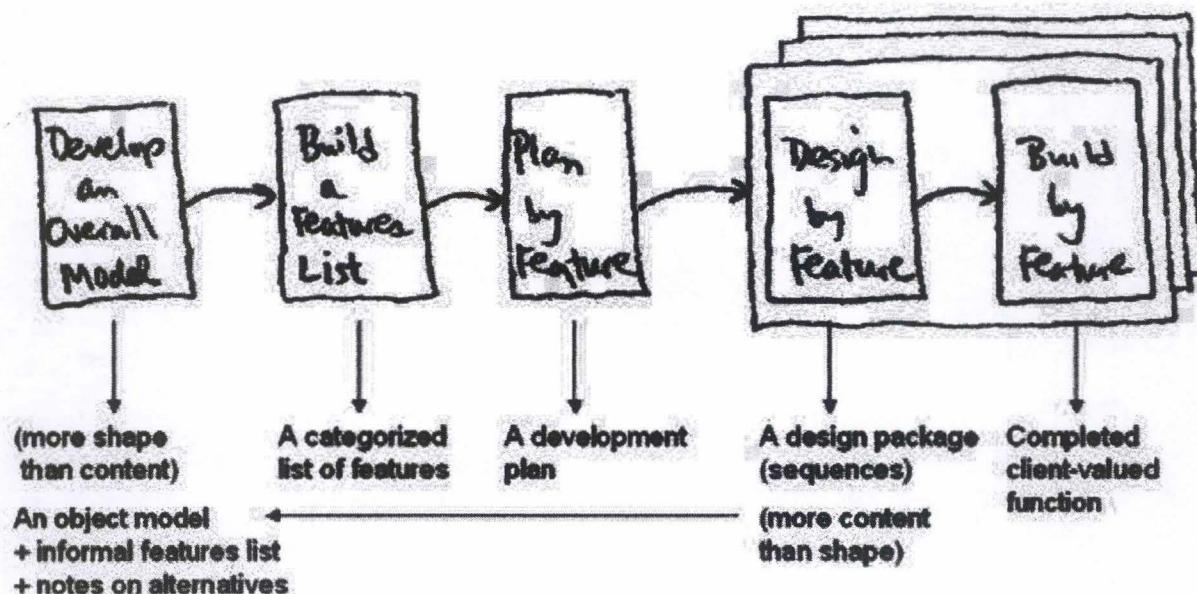 Develop
an
Overall
Model
Build
a
Features
List
Plan
by
Feature
Design
by
Feature
Build
by
Feature
(more shape
than content)
An object model
+ informal features list
+ notes on alternatives
A categorized
list of features
A development
plan
A design package
(sequences)
(more content
than shape)
Completed
client-valued
function